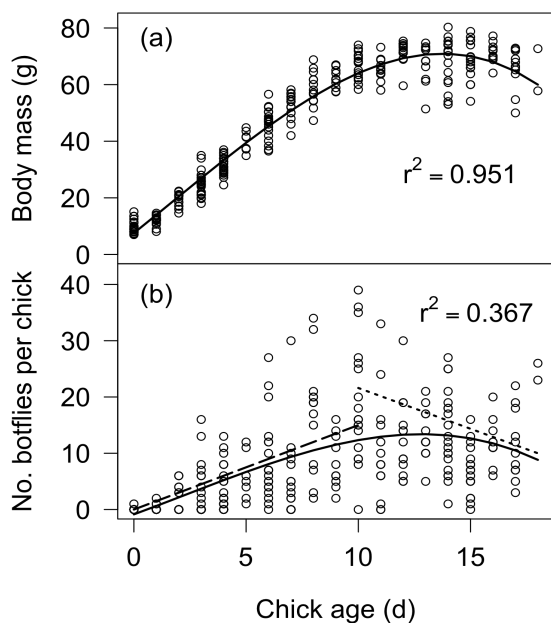 (a)
80
60
40
20
0
Body mass (g)
r² = 0.951
(b)
40
30
20
10
0
No. botflies per chick
r² = 0.367
0 5 10 15
Chick age (d)